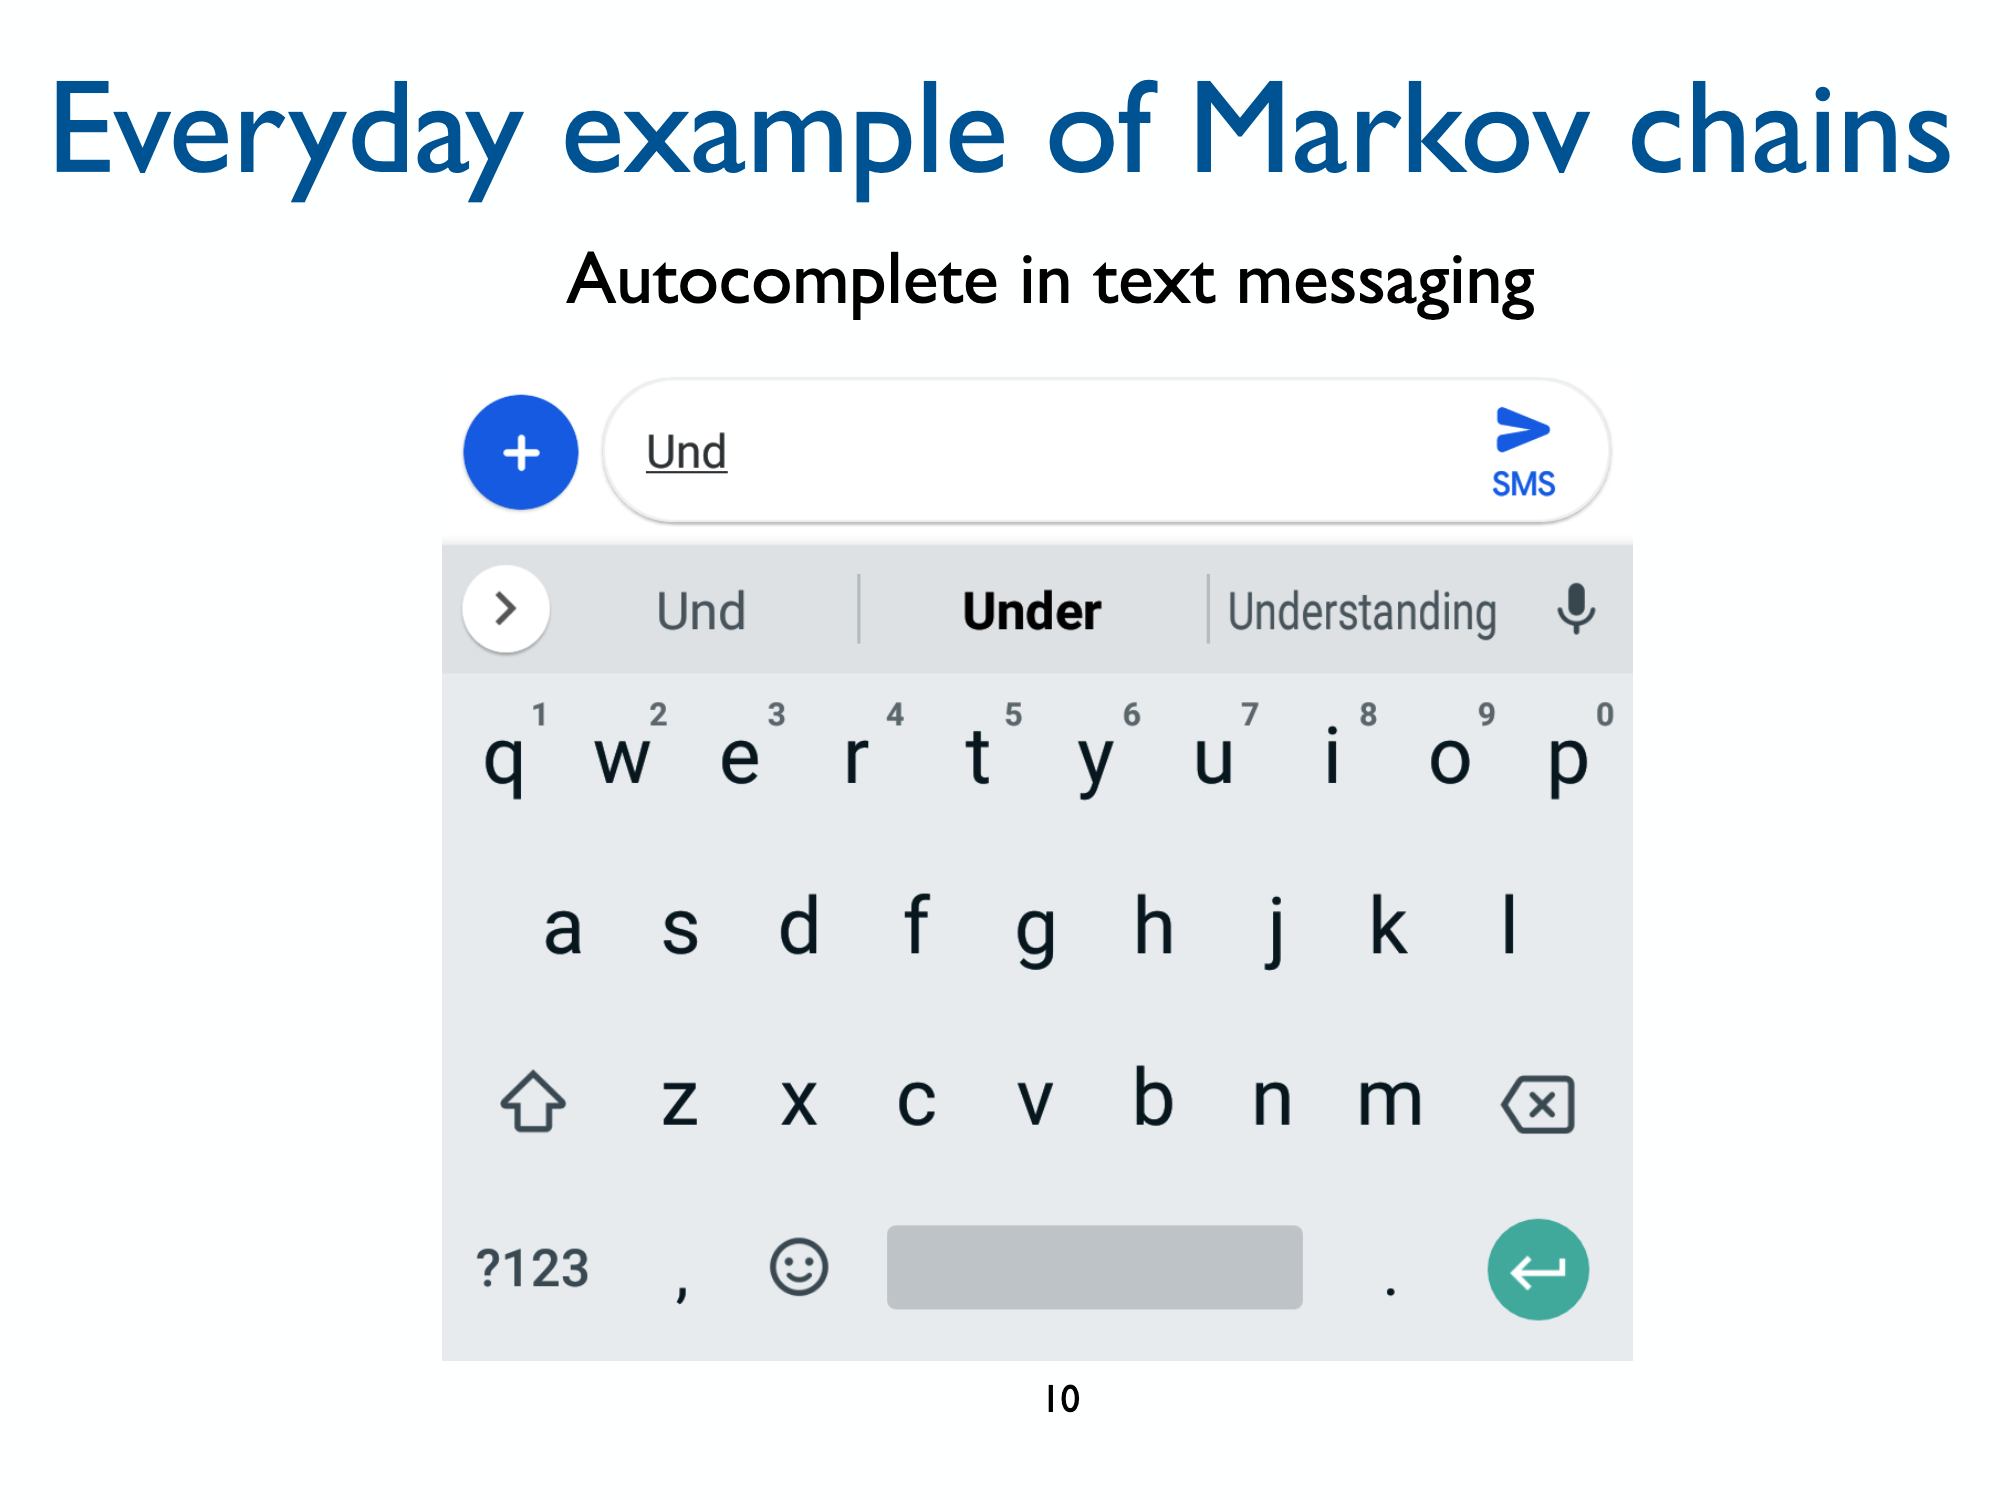 Everyday example of Markov chains
Autocomplete in text messaging
Und
SMS
Und Under Understanding
1 2 3 4 5 6 7 8 9 0
q w e r t y u i o p
a s d f g h j k l
z x c v b n m
?123 , .
10